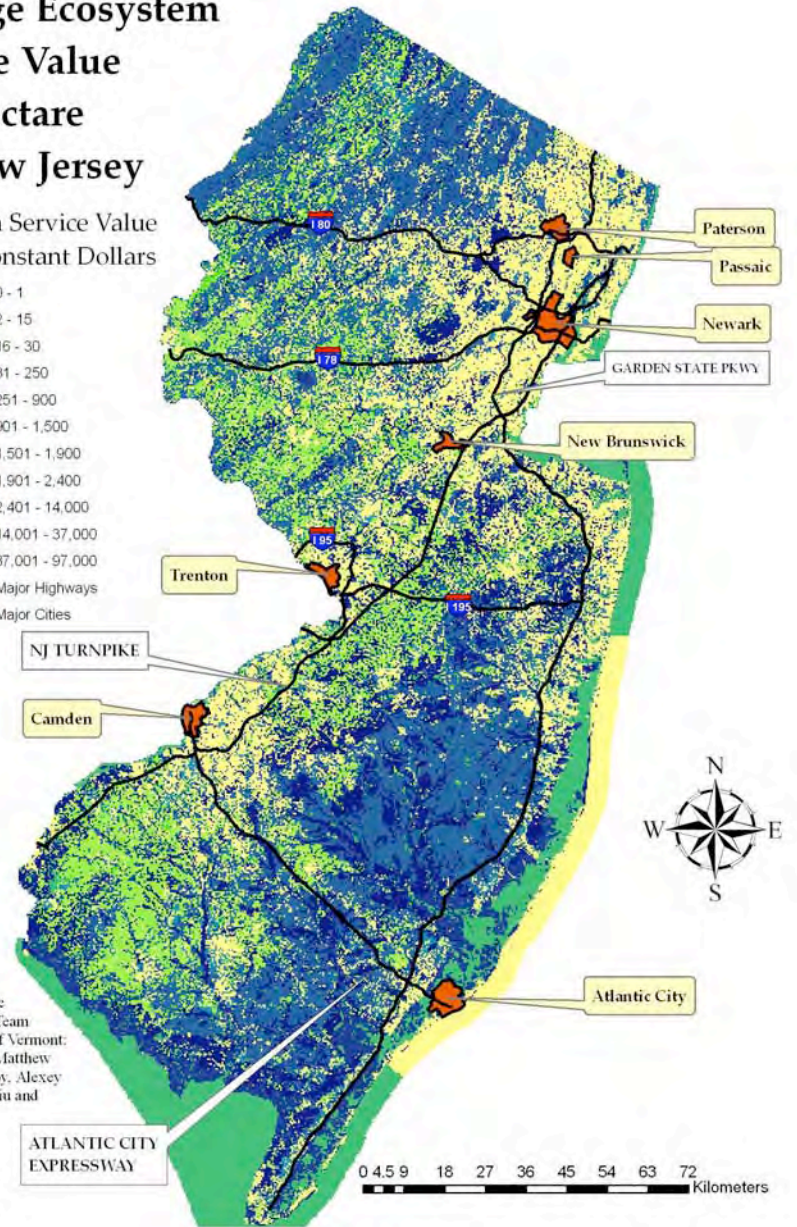 ge Ecosystem
e Value
ctare
w Jersey
n Service Value
onstant Dollars
0 - 1
2 - 15
16 - 30
31 - 250
251 - 900
901 - 1,500
1,501 - 1,900
1,901 - 2,400
2,401 - 14,000
14,001 - 37,000
37,001 - 97,000
Major Highways
Major Cities
I 80
Paterson
Passaic
Newark
I 78
GARDEN STATE PKWY
New Brunswick
I 95
Trenton
195
NJ TURNPIKE
Camden
N
W
E
S
Atlantic City
e
Team
f Vermont:
Matthew
y, Alexey
iu and
ATLANTIC CITY
EXPRESSWAY
0 4.5 9 18 27 36 45 54 63 72
Kilometers